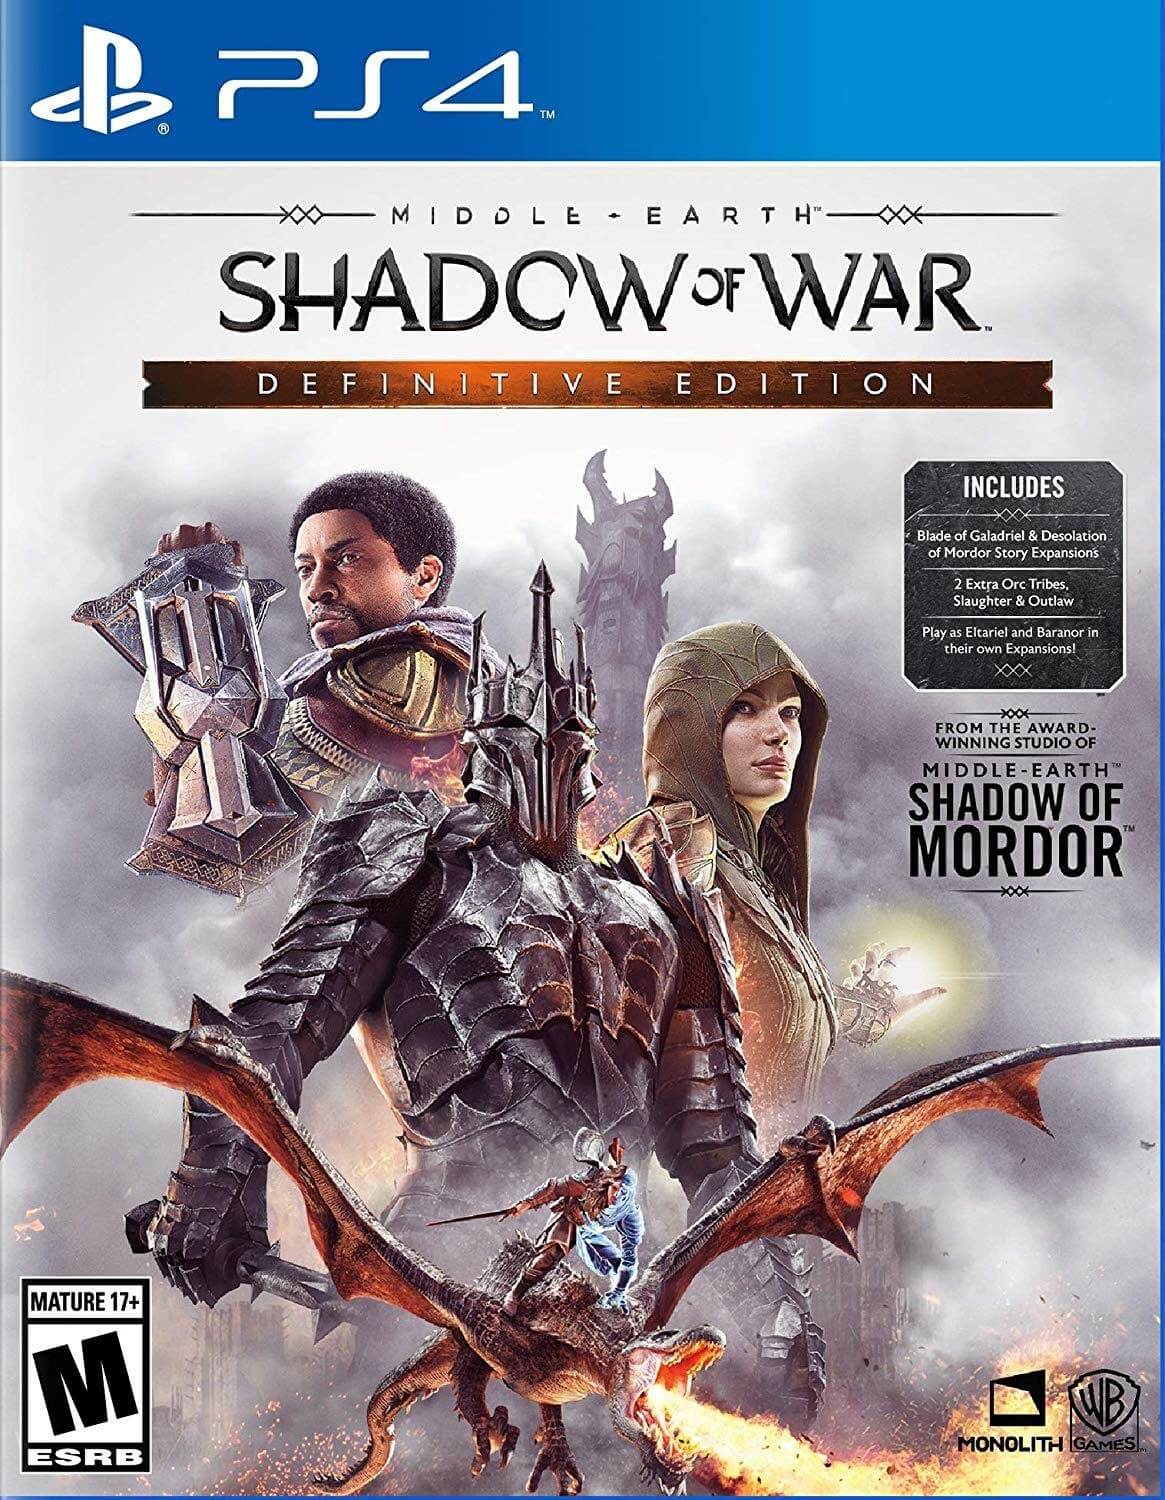 PS4™
MIDDLE-EARTH™
SHADOW OF WAR™
DEFINITIVE EDITION
INCLUDES
Blade of Galadriel & Desolation
of Mordor Story Expansions
2 Extra Orc Tribes,
Slaughter & Outlaw
Play as Eltariel and Baranor in
their own Expansions!
FROM THE AWARD-
WINNING STUDIO OF
MIDDLE-EARTH™
SHADOW OF
MORDOR™
MATURE 17+
M
ESRB
MONOLITH
WB
GAMES